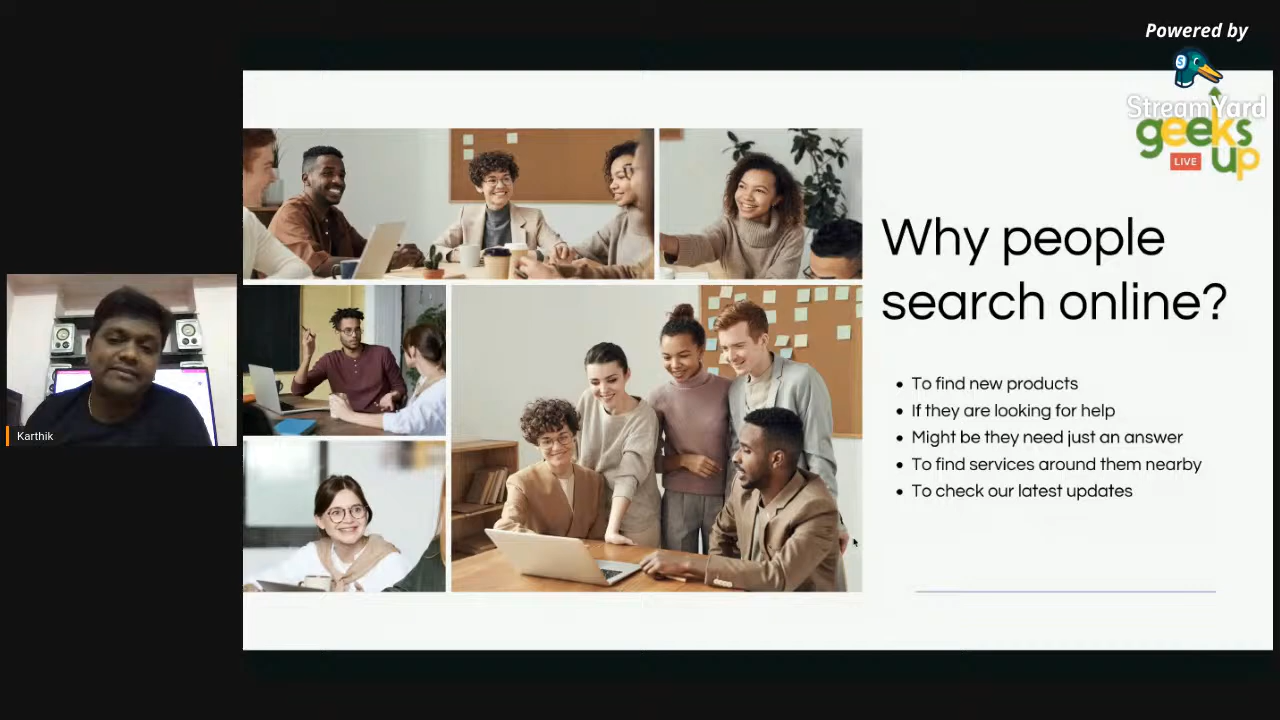 Powered by
StreamYard
geeks
LIVE
up
Why people
search online?
To find new products
If they are looking for help
Might be they need just an answer
To find services around them nearby
To check our latest updates
Karthik